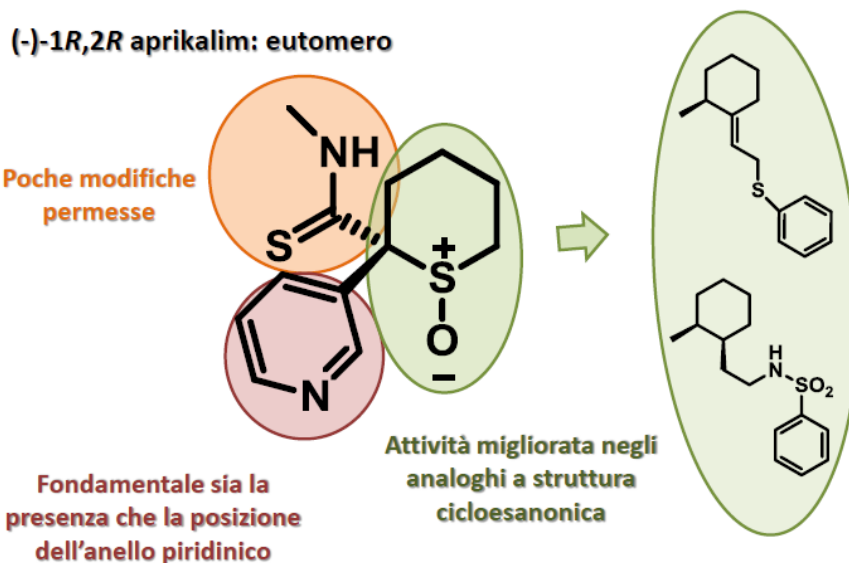 (-)-1R,2R aprikalim: eutomero
Poche modifiche
permesse
NH
S
+
S
O
−
N
S
H
N
SO2
Attività migliorata negli
analoghi a struttura
cicloesanonica
Fondamentale sia la
presenza che la posizione
dell'anello piridinico